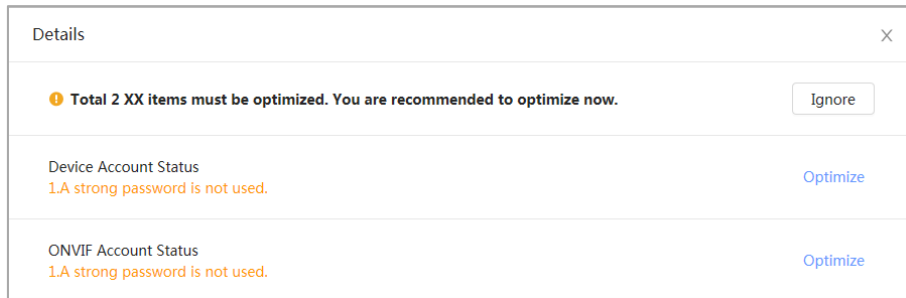 Details
Total 2 XX items must be optimized. You are recommended to optimize now.
Ignore
Device Account Status
1.A strong password is not used.
Optimize
ONVIF Account Status
1.A strong password is not used.
Optimize